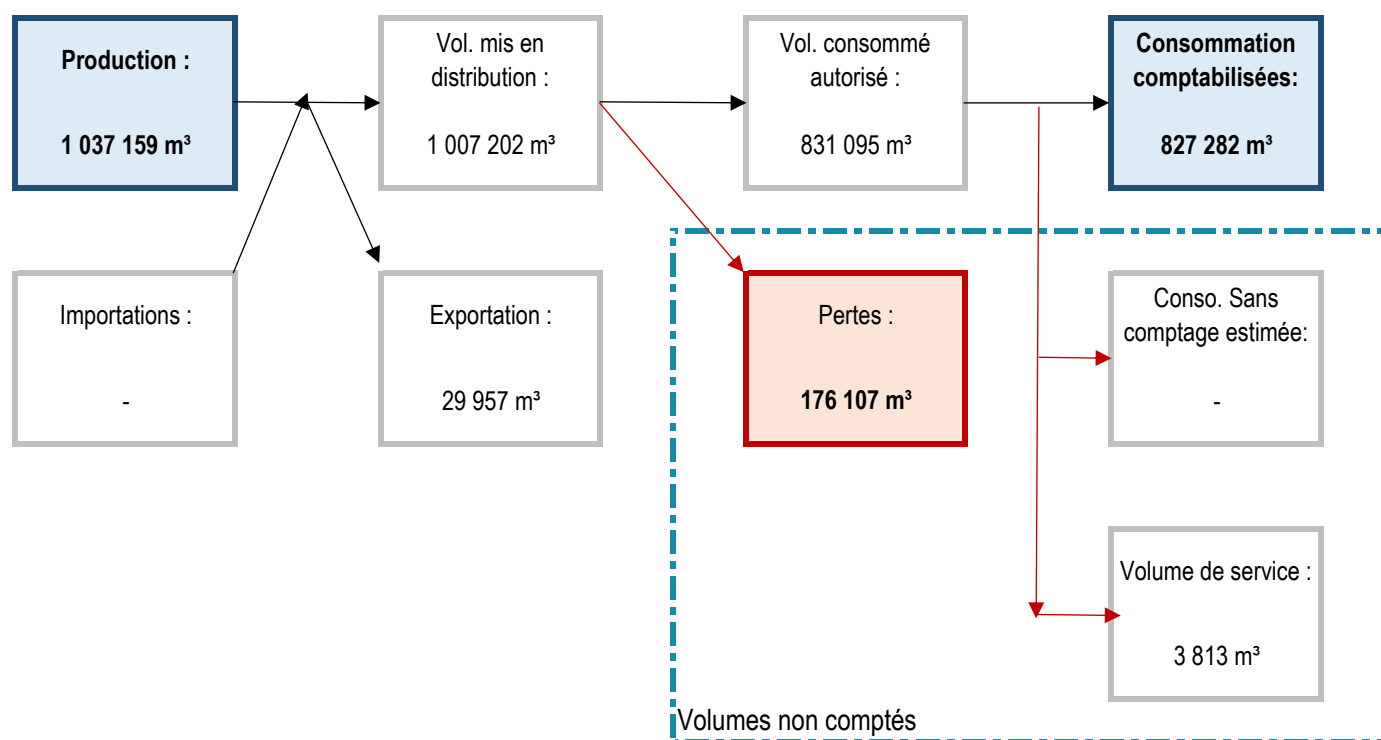 Production :
1 037 159 m³
Vol. mis en
distribution :
1 007 202 m³
Vol. consommé
autorisé :
831 095 m³
Consommation
comptabilisées:
827 282 m³
Importations :
-
Exportation :
29 957 m³
Pertes :
176 107 m³
Conso. Sans
comptage estimée:
-
Volume de service :
3 813 m³
Volumes non comptés